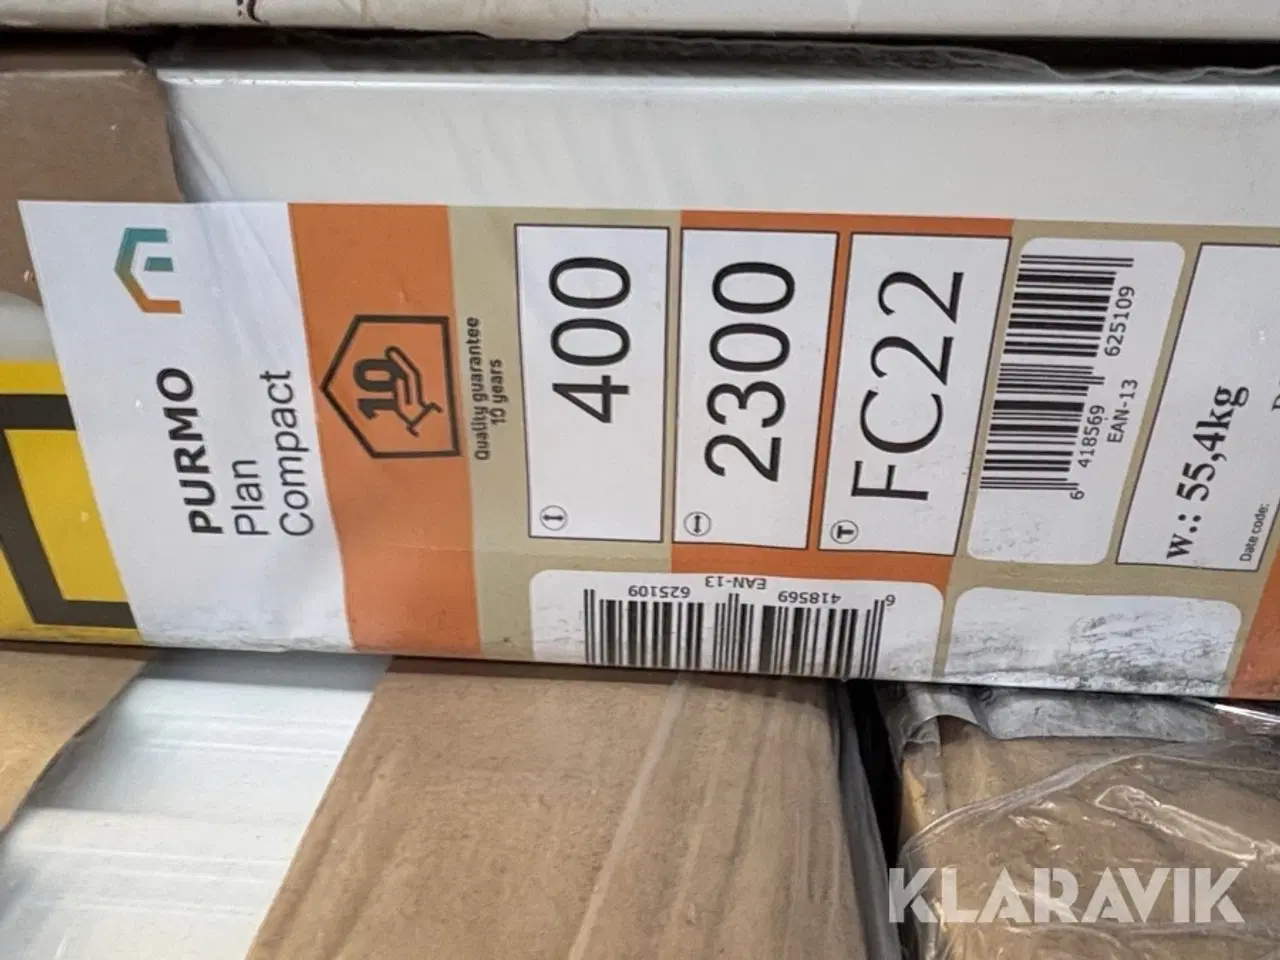 PURMO
Plan
Compact
10
Quality guarantee
10 years
400
2300
T
FC22
6 418569 625109
EAN-13
w.: 55,4kg
Date code:
6 418569 625109
EAN-13
KLARAVIK